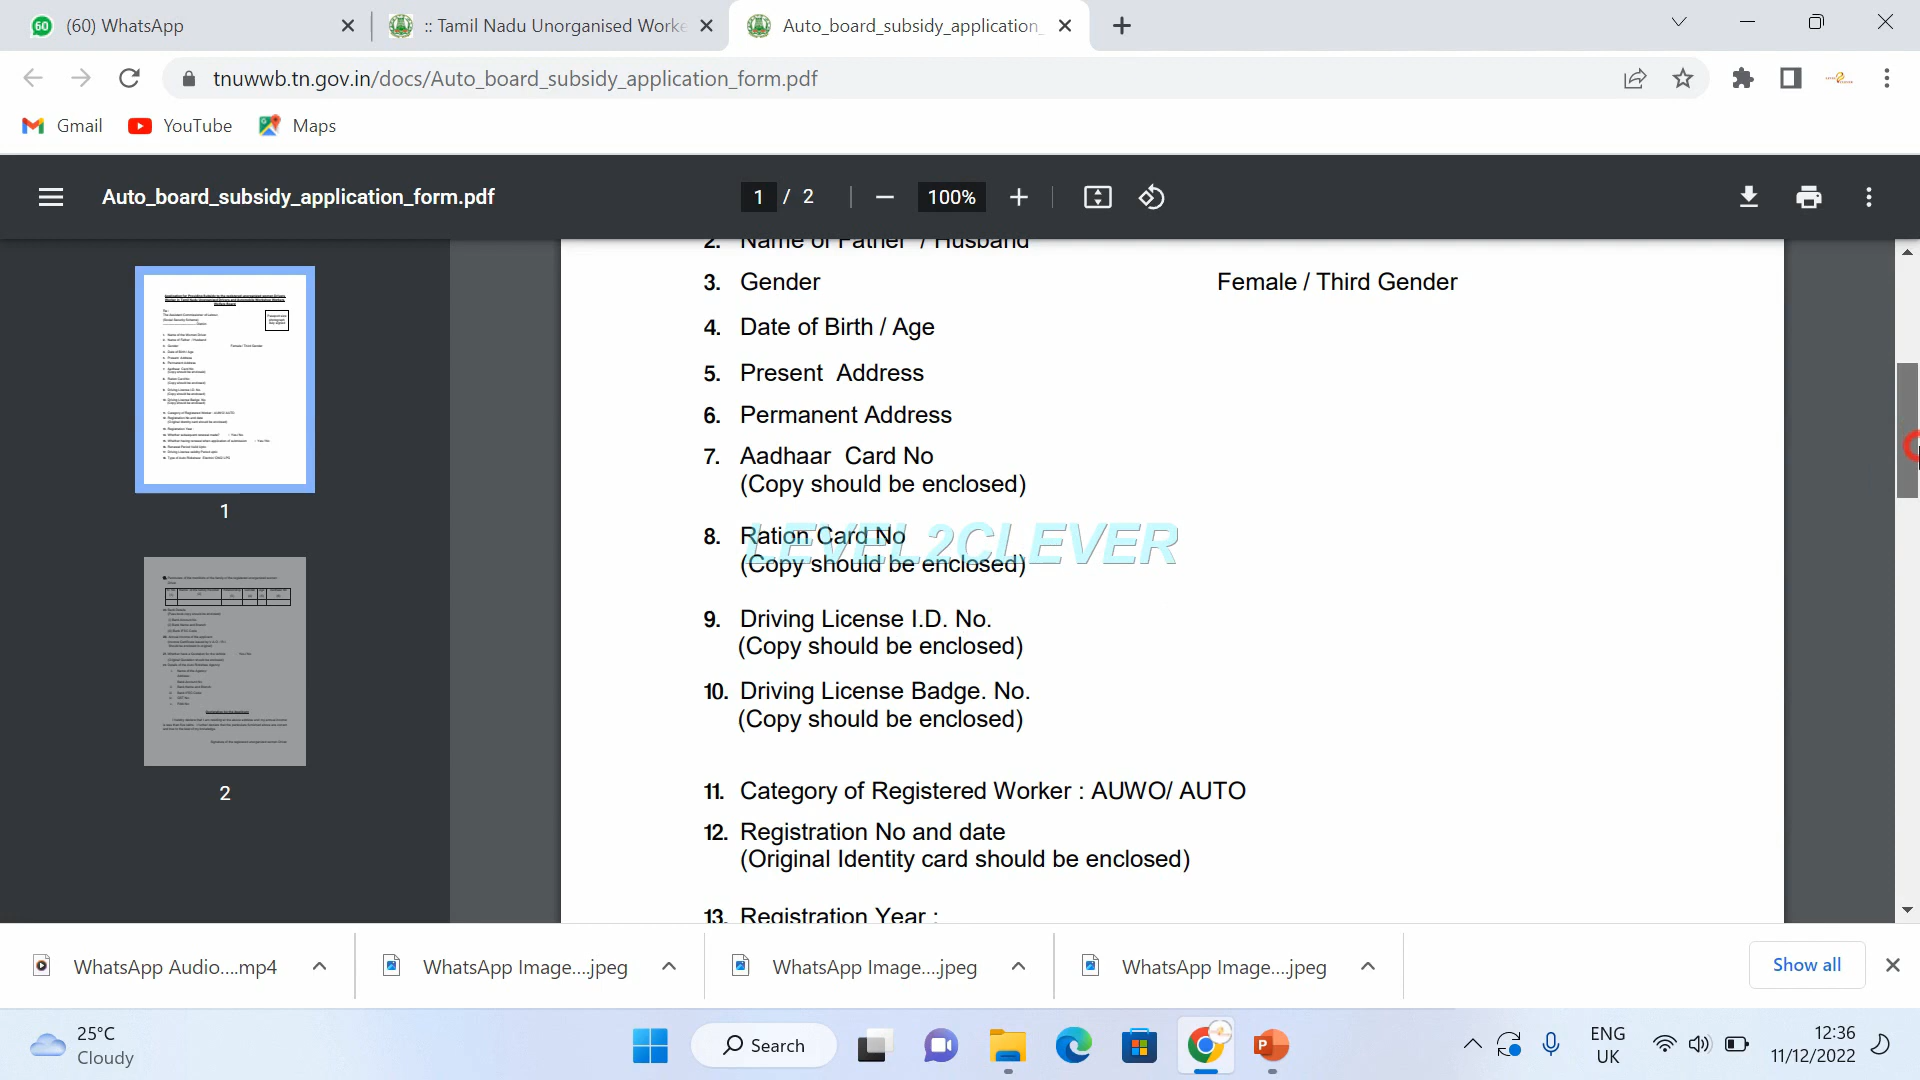 60
(60) WhatsApp
:: Tamil Nadu Unorganised Worke
Auto_board_subsidy_application_
tnuwwb.tn.gov.in/docs/Auto_board_subsidy_application_form.pdf
Gmail
YouTube
Maps
Auto_board_subsidy_application_form.pdf
1 / 2
100%
2. Name of Father / Husband
3. Gender Female / Third Gender
4. Date of Birth / Age
5. Present Address
6. Permanent Address
7. Aadhaar Card No
(Copy should be enclosed)
8. Ration Card No
(Copy should be enclosed)
LEVEL2CLEVER
9. Driving License I.D. No.
(Copy should be enclosed)
10. Driving License Badge. No.
(Copy should be enclosed)
11. Category of Registered Worker : AUWO/ AUTO
12. Registration No and date
(Original Identity card should be enclosed)
13. Registration Year :
1
2
WhatsApp Audio....mp4
WhatsApp Image....jpeg
WhatsApp Image....jpeg
WhatsApp Image....jpeg
Show all
25°C
Cloudy
Search
ENG
UK
12:36
11/12/2022